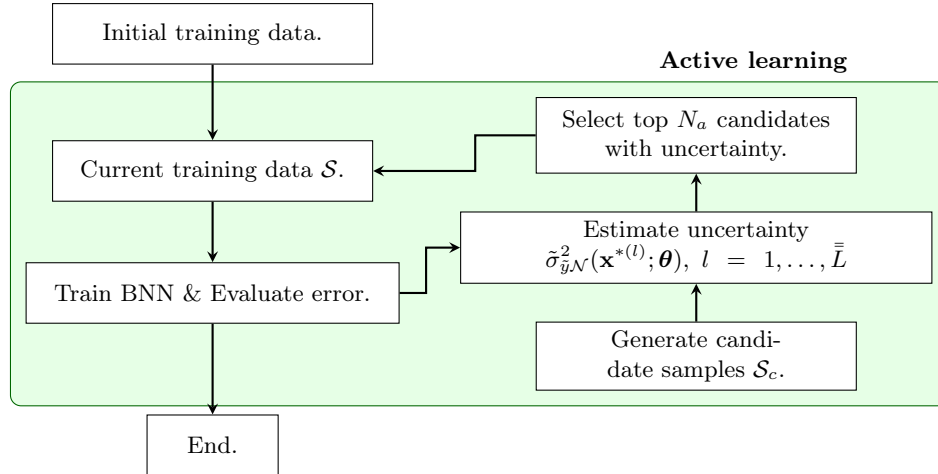 Initial training data.
Active learning
Select top $N_a$ candidates
with uncertainty.
Current training data $\mathcal{S}$.
Estimate uncertainty
$\tilde{\sigma}^2_{\tilde{y}\mathcal{N}}(\mathbf{x}^{*(l)};\boldsymbol{\theta}),\ l\ =\ 1,\ldots,\bar{\bar{L}}$
Train BNN & Evaluate error.
Generate candi-
date samples $\mathcal{S}_c$.
End.